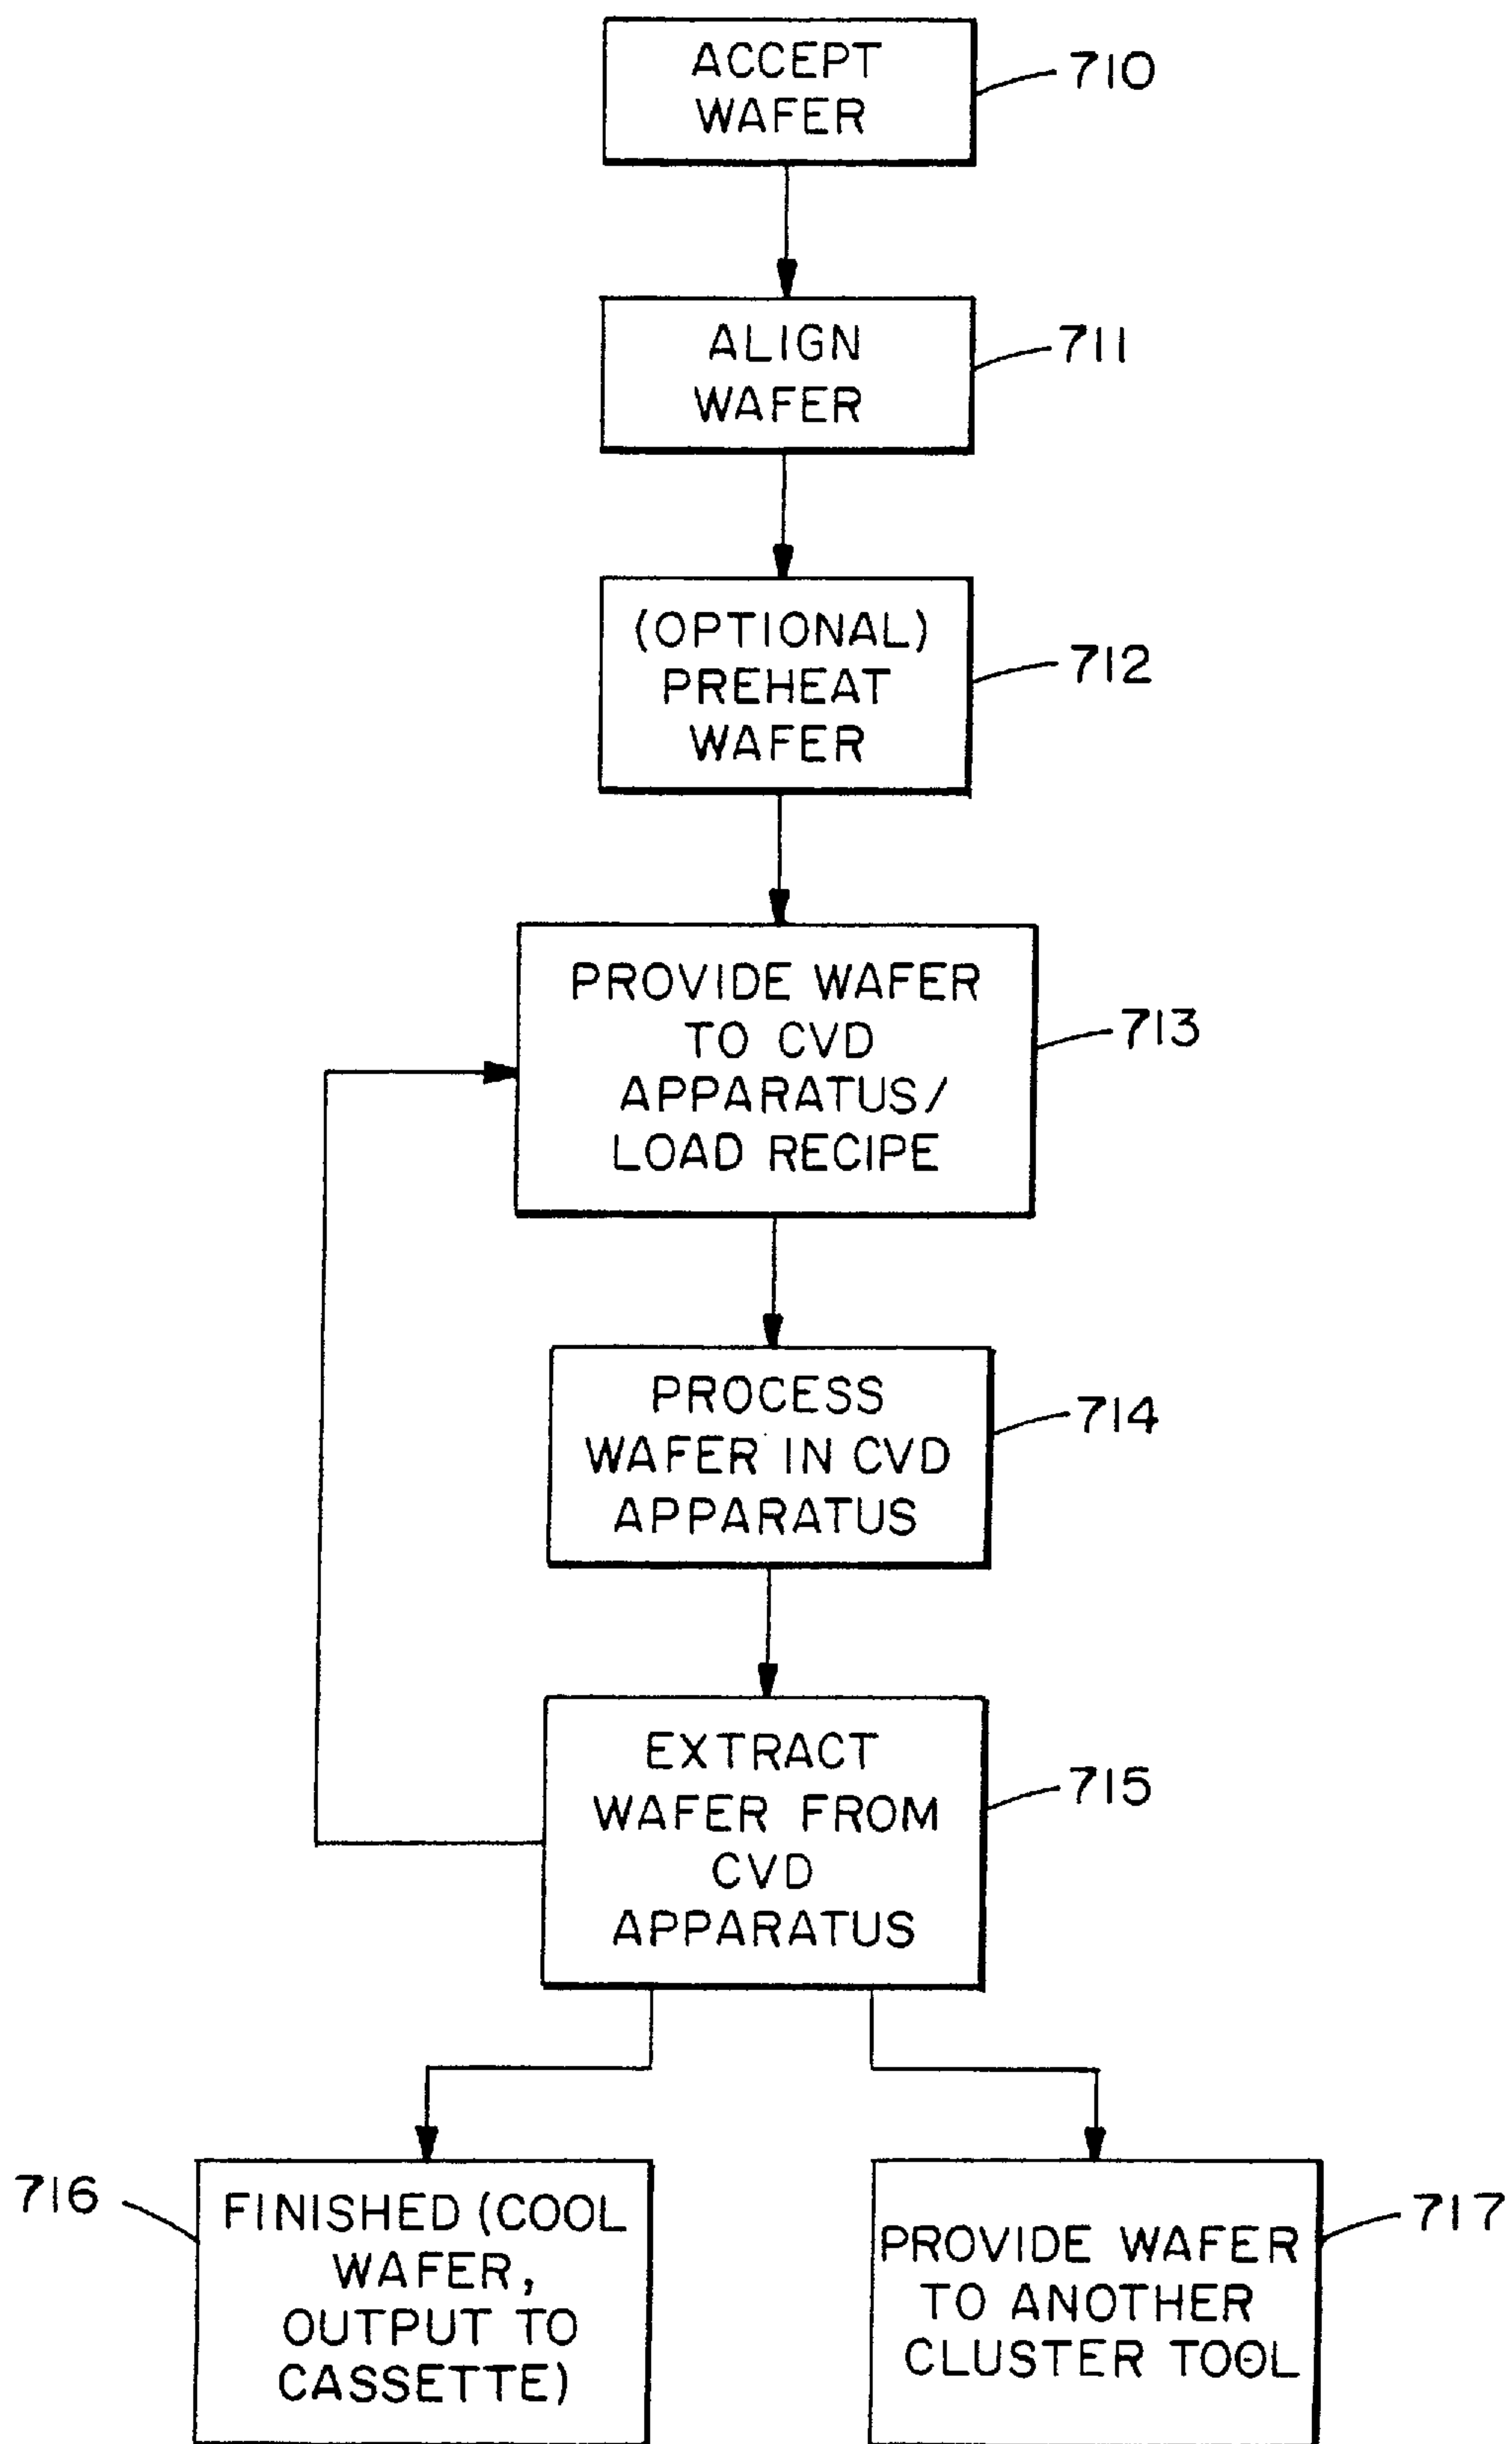 ACCEPT
WAFER
710
ALIGN
WAFER
711
(OPTIONAL)
PREHEAT
WAFER
712
PROVIDE WAFER
TO CVD
APPARATUS/
LOAD RECIPE
713
PROCESS
WAFER IN CVD
APPARATUS
714
EXTRACT
WAFER FROM
CVD
APPARATUS
715
716
FINISHED (COOL
WAFER,
OUTPUT TO
CASSETTE)
PROVIDE WAFER
TO ANOTHER
CLUSTER TOOL
717